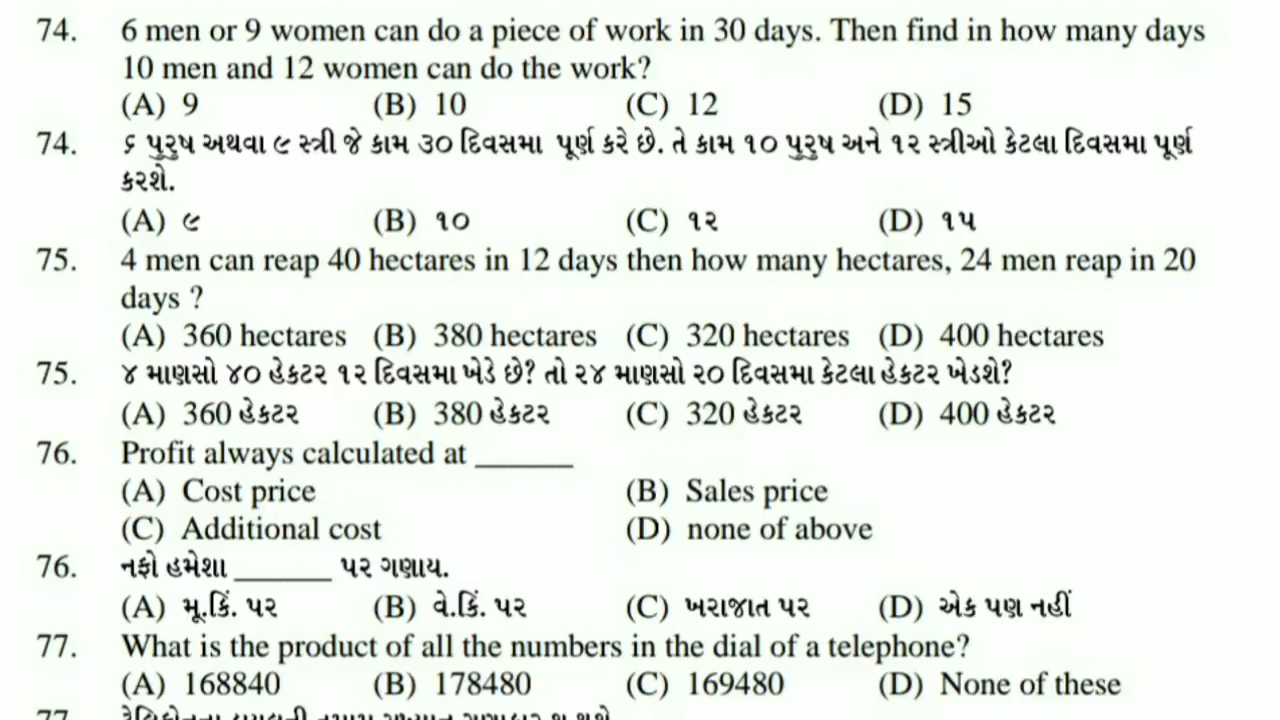 74. 6 men or 9 women can do a piece of work in 30 days. Then find in how many days
10 men and 12 women can do the work?
(A) 9 (B) 10 (C) 12 (D) 15
74. ૬ પુરુષ અથવા ૯ સ્ત્રી જે કામ ૩૦ દિવસમા પૂર્ણ કરે છે. તે કામ ૧૦ પુરુષ અને ૧૨ સ્ત્રીઓ કેટલા દિવસમા પૂર્ણ
કરશે.
(A) ૯ (B) ૧૦ (C) ૧૨ (D) ૧૫
75. 4 men can reap 40 hectares in 12 days then how many hectares, 24 men reap in 20
days ?
(A) 360 hectares (B) 380 hectares (C) 320 hectares (D) 400 hectares
75. ૪ માણસો ૪૦ હેકટર ૧૨ દિવસમા ખેડે છે? તો ૨૪ માણસો ૨૦ દિવસમા કેટલા હેકટર ખેડશે?
(A) 360 હેકટર (B) 380 હેકટર (C) 320 હેકટર (D) 400 હેકટર
76. Profit always calculated at ______
(A) Cost price (B) Sales price
(C) Additional cost (D) none of above
76. નફો હમેશા ______ પર ગણાય.
(A) મૂ.કિં. પર (B) વે.કિં. પર (C) ખરાજાત પર (D) એક પણ નહીં
77. What is the product of all the numbers in the dial of a telephone?
(A) 168840 (B) 178480 (C) 169480 (D) None of these
77.